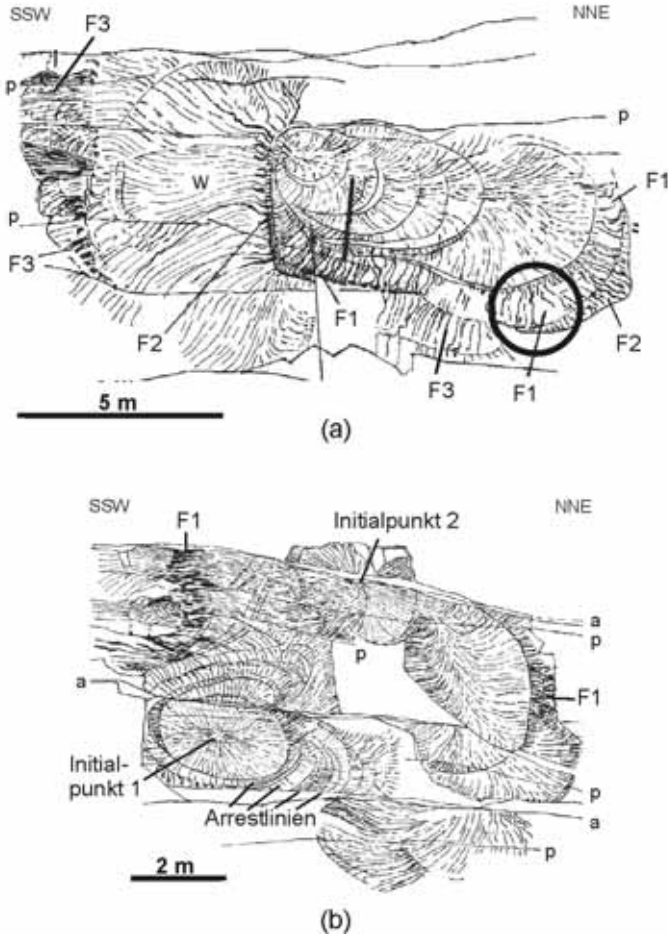 SSW
NNE
F3
p
p
W
F1
p
F3
F2
F1
F3
F1
F2
5 m
(a)
SSW
NNE
F1
Initialpunkt 2
a
p
p
a
F1
Initial-
punkt 1
Arrestlinien
p
a
p
2 m
(b)